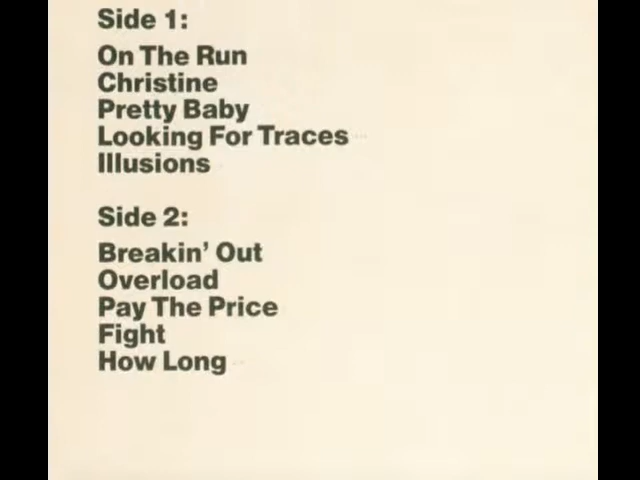 Side 1:
On The Run
Christine
Pretty Baby
Looking For Traces
Illusions
Side 2:
Breakin’ Out
Overload
Pay The Price
Fight
How Long